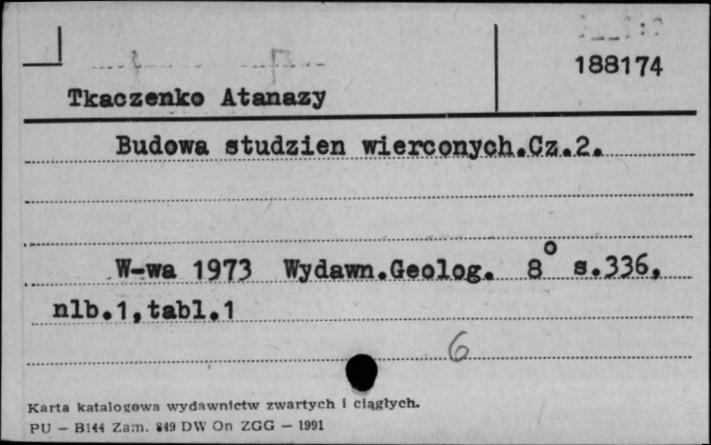 188174
Tkaczenko Atanazy
Budowa studzien wierconych.Cz.2.
W-wa 1973 Wydawn.Geolog. 8° s.336,
nlb.1,tabl.1
6
Karta katalogowa wydawnictw zwartych i ciągłych.
PU — B144 Zam. 849 DW On ZGG — 1991